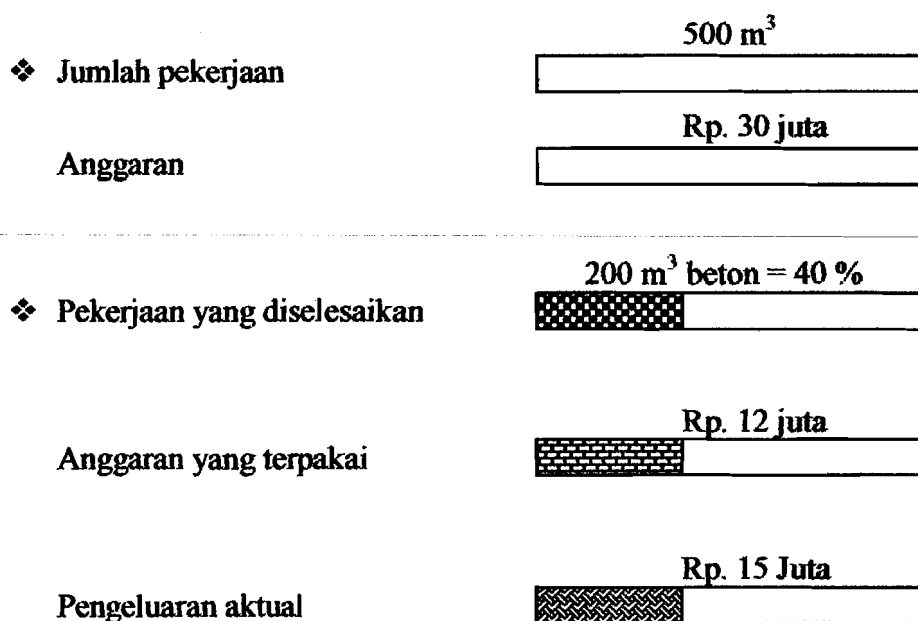 500 m³
❖ Jumlah pekerjaan
Rp. 30 juta
Anggaran
200 m³ beton = 40 %
❖ Pekerjaan yang diselesaikan
Rp. 12 juta
Anggaran yang terpakai
Rp. 15 Juta
Pengeluaran aktual